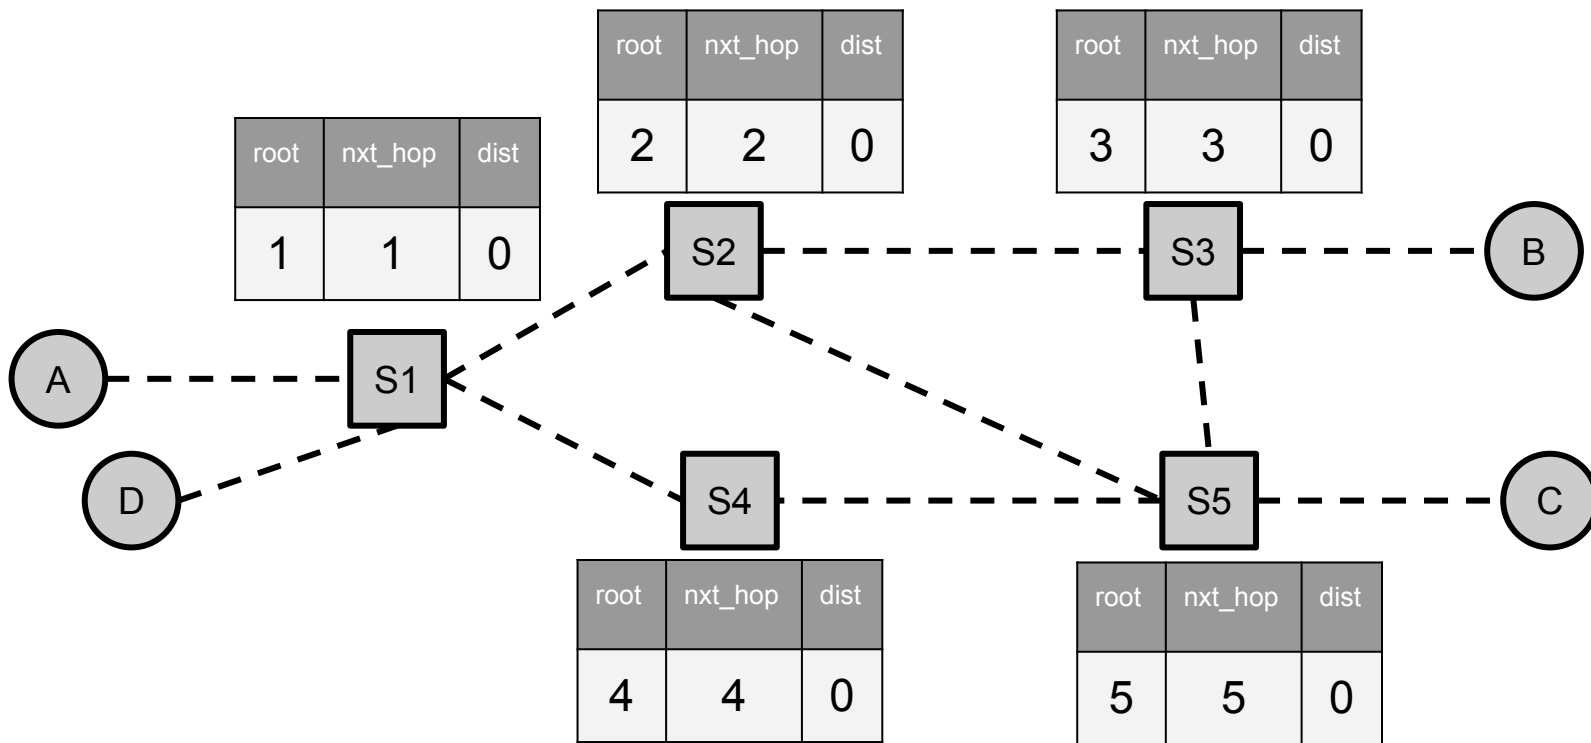 root nxt_hop dist
2 2 0
root nxt_hop dist
3 3 0
root nxt_hop dist
1 1 0
S2
S3
B
A
S1
D
S4
S5
C
root nxt_hop dist
4 4 0
root nxt_hop dist
5 5 0